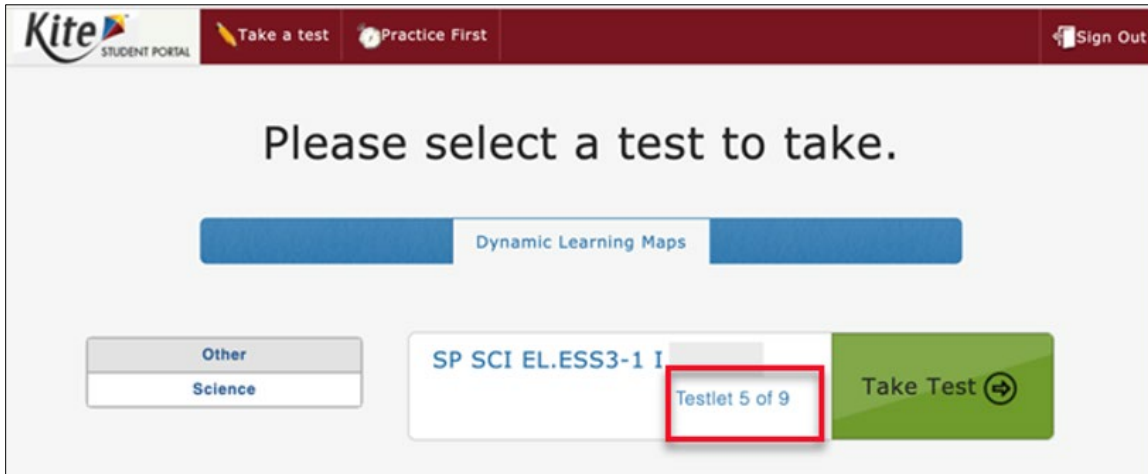 Kite
STUDENT PORTAL
Take a test
Practice First
Sign Out
Please select a test to take.
Dynamic Learning Maps
Other
Science
SP SCI EL.ESS3-1 I
Testlet 5 of 9
Take Test